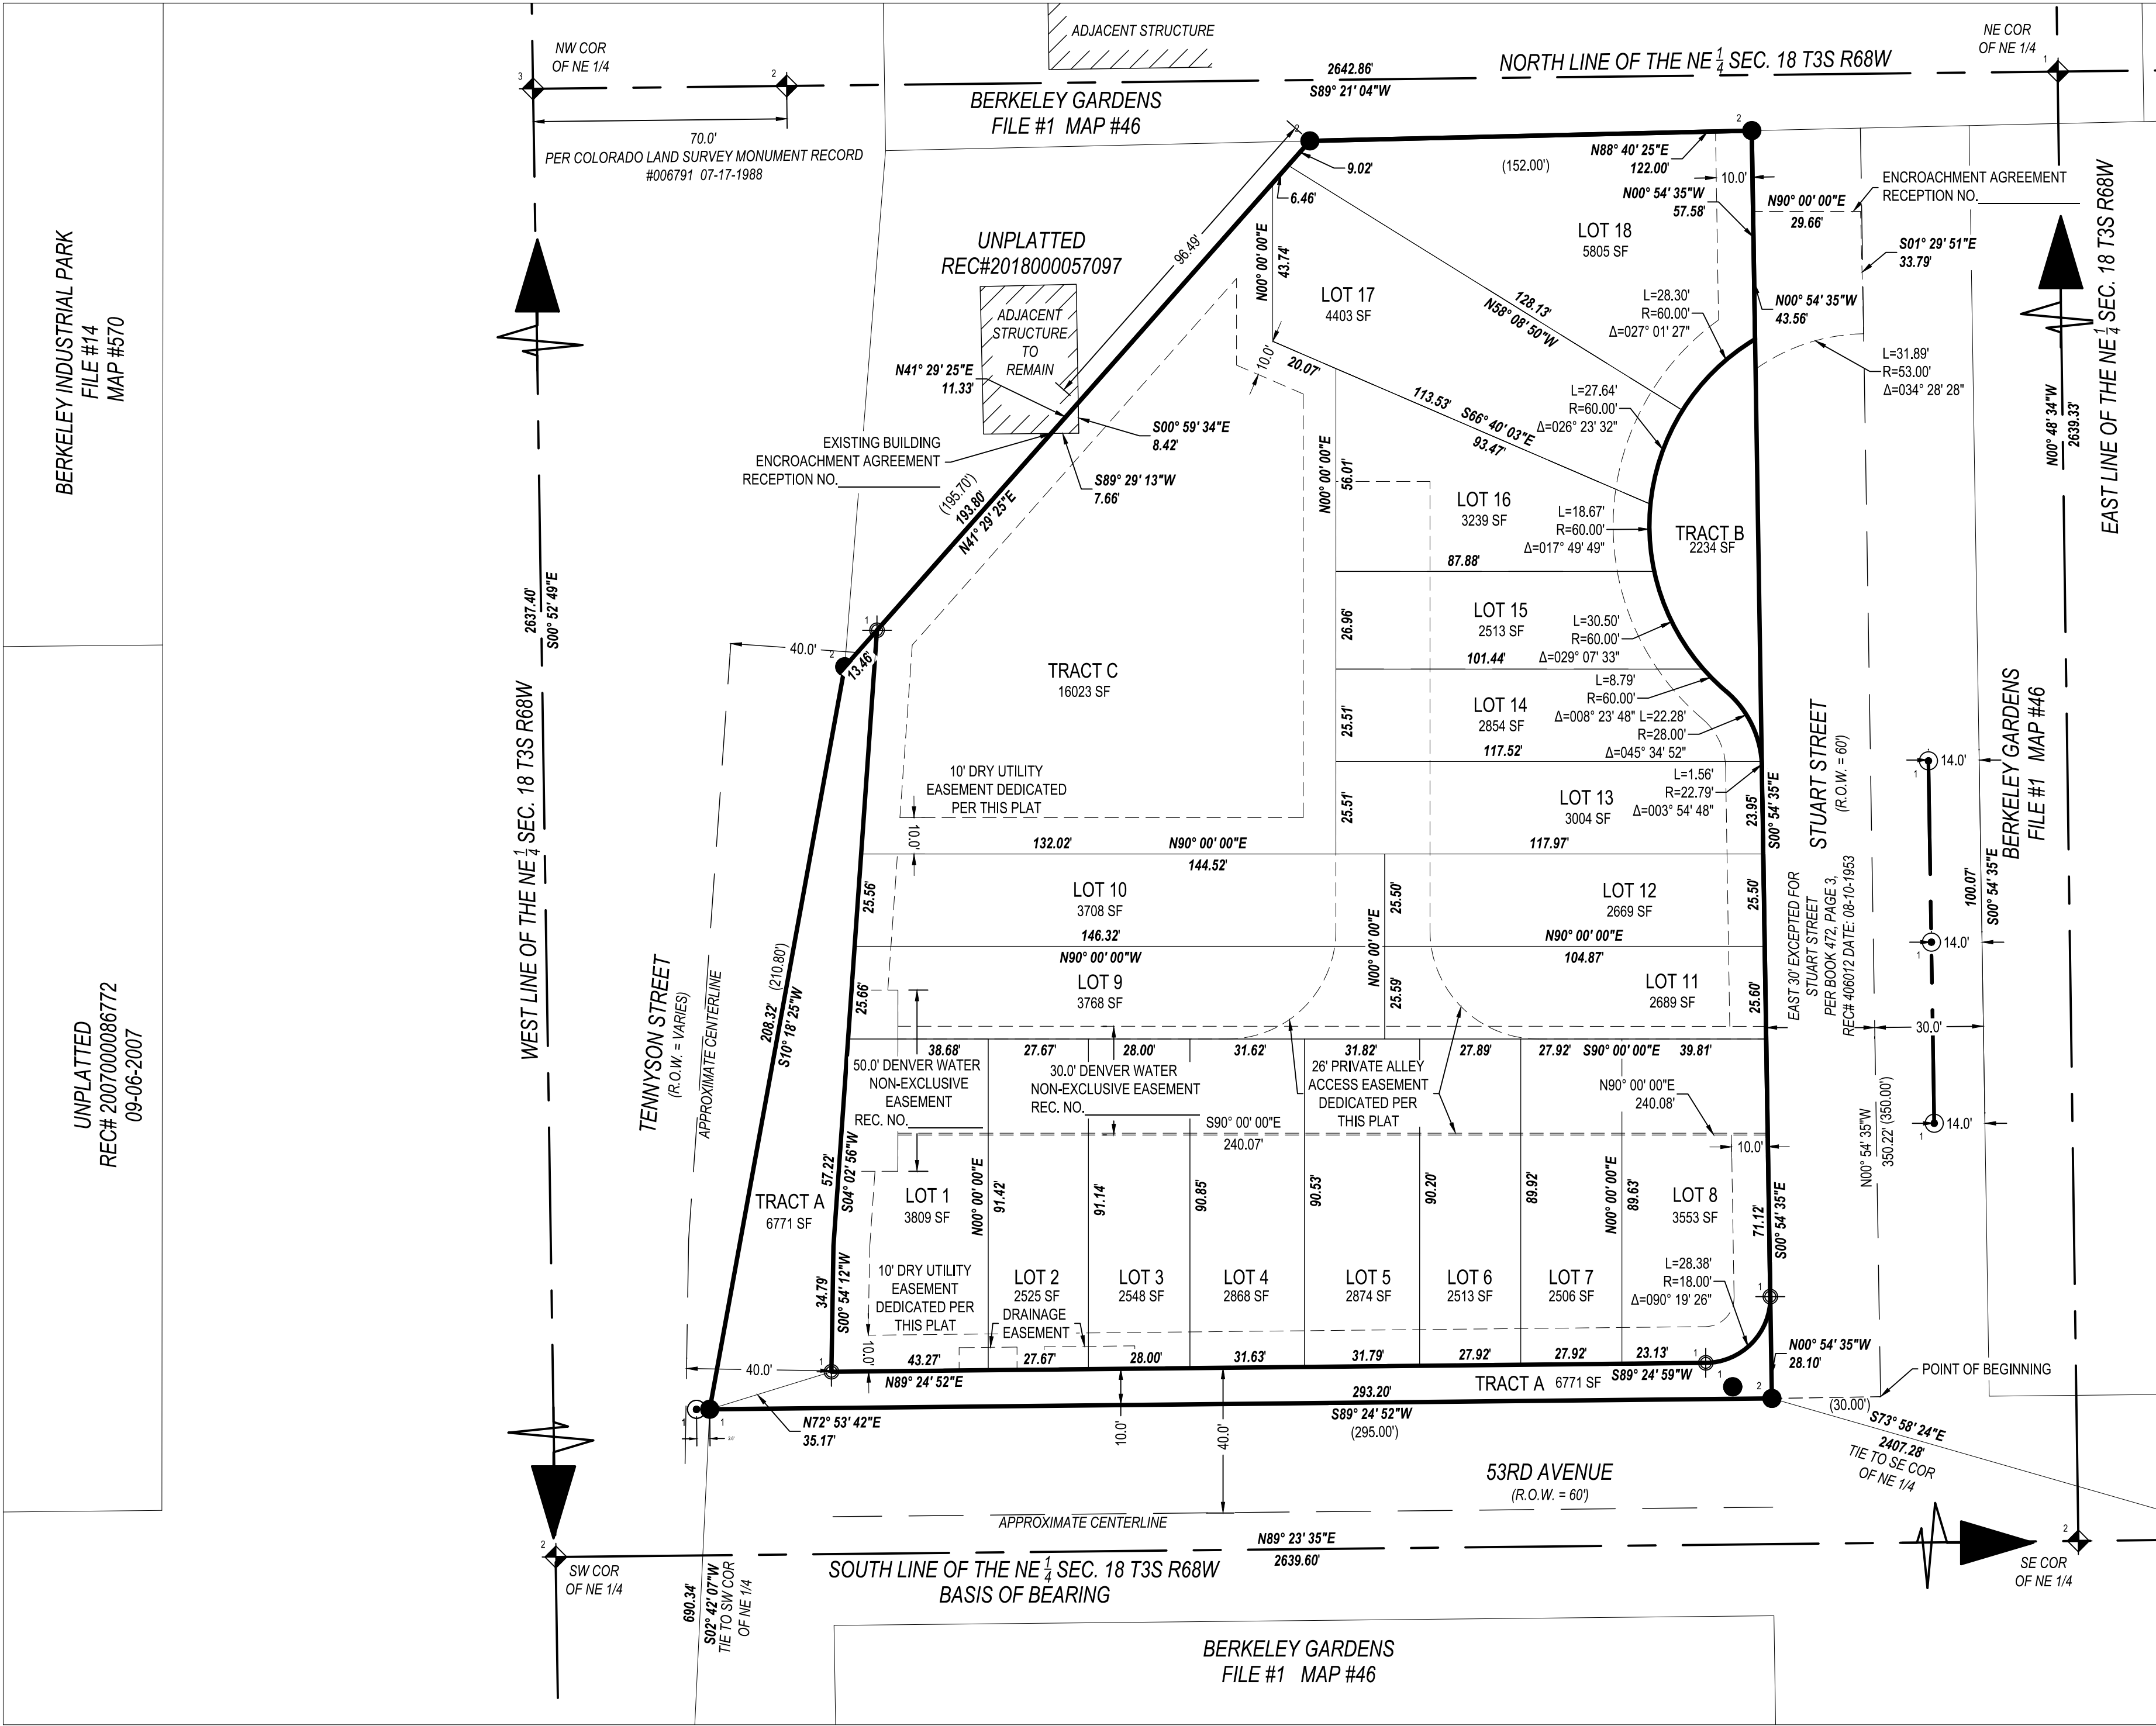 ADJACENT STRUCTURE
NW COR
OF NE 1/4
NE COR
OF NE 1/4
3
2
1
2642.86'
S89° 21' 04"W
NORTH LINE OF THE NE 1/4 SEC. 18 T3S R68W
BERKELEY GARDENS
FILE #1 MAP #46
70.0'
PER COLORADO LAND SURVEY MONUMENT RECORD
#006791 07-17-1988
2
2
N88° 40' 25"E
122.00'
(152.00')
9.02'
6.46'
10.0'
N00° 54' 35"W
57.58'
N90° 00' 00"E
29.66'
ENCROACHMENT AGREEMENT
RECEPTION NO.
S01° 29' 51"E
33.79'
N00° 54' 35"W
43.56'
L=31.89'
R=53.00'
Δ=034° 28' 28"
BERKELEY INDUSTRIAL PARK
FILE #14
MAP #570
UNPLATTED
REC#2018000057097
96.49'
ADJACENT
STRUCTURE
TO
REMAIN
N41° 29' 25"E
11.33'
S00° 59' 34"E
8.42'
EXISTING BUILDING
ENCROACHMENT AGREEMENT
RECEPTION NO.
S89° 29' 13"W
7.66'
(195.70')
193.80'
N41° 29' 25"E
N00° 00' 00"E
43.74'
LOT 18
5805 SF
LOT 17
4403 SF
128.13'
N58° 08' 50"W
L=28.30'
R=60.00'
Δ=027° 01' 27"
10.0'
20.07'
113.53'
S66° 40' 03"E
93.47'
L=27.64'
R=60.00'
Δ=026° 23' 32"
N00° 00' 00"E
56.01'
LOT 16
3239 SF
L=18.67'
R=60.00'
Δ=017° 49' 49"
TRACT B
2234 SF
87.88'
26.96'
LOT 15
2513 SF
L=30.50'
R=60.00'
Δ=029° 07' 33"
101.44'
25.51'
LOT 14
2854 SF
L=8.79'
R=60.00'
Δ=008° 23' 48"
L=22.28'
R=28.00'
Δ=045° 34' 52"
117.52'
25.51'
LOT 13
3004 SF
L=1.56'
R=22.79'
Δ=003° 54' 48"
23.95'
S00° 54' 35"E
117.97'
N00° 48' 34"W
2639.33'
EAST LINE OF THE NE 1/4 SEC. 18 T3S R68W
2637.40'
S00° 52' 49"E
WEST LINE OF THE NE 1/4 SEC. 18 T3S R68W
1
2
40.0'
13.46'
TRACT C
16023 SF
10' DRY UTILITY
EASEMENT DEDICATED
PER THIS PLAT
10.0'
132.02'
N90° 00' 00"E
144.52'
25.56'
LOT 10
3708 SF
146.32'
N90° 00' 00"W
25.50'
N00° 00' 00"E
LOT 12
2669 SF
25.50'
N90° 00' 00"E
104.87'
25.66'
LOT 9
3768 SF
25.59'
LOT 11
2689 SF
25.60'
STUART STREET
(R.O.W. = 60')
EAST 30' EXCEPTED FOR
STUART STREET
PER BOOK 472, PAGE 3,
REC# 406012 DATE: 08-10-1953
1
14.0'
1
14.0'
1
14.0'
30.0'
100.07'
S00° 54' 35"E
BERKELEY GARDENS
FILE #1 MAP #46
N00° 54' 35"W
350.22' (350.00')
UNPLATTED
REC# 2007000086772
09-06-2007
TENNYSON STREET
(R.O.W. = VARIES)
APPROXIMATE CENTERLINE
208.32' (210.80')
S10° 18' 25"W
38.68'
27.67'
28.00'
31.62'
31.82'
27.89'
27.92'
S90° 00' 00"E
39.81'
50.0' DENVER WATER
NON-EXCLUSIVE
EASEMENT
REC. NO.
30.0' DENVER WATER
NON-EXCLUSIVE EASEMENT
REC. NO.
26' PRIVATE ALLEY
ACCESS EASEMENT
DEDICATED PER
THIS PLAT
N90° 00' 00"E
240.08'
S90° 00' 00"E
240.07'
10.0'
57.22'
S04° 02' 56"W
TRACT A
6771 SF
LOT 1
3809 SF
N00° 00' 00"E
91.42'
91.14'
90.85'
90.53'
90.20'
89.92'
N00° 00' 00"E
89.63'
LOT 8
3553 SF
71.12'
S00° 54' 35"E
34.79'
S00° 54' 12"W
10' DRY UTILITY
EASEMENT
DEDICATED PER
THIS PLAT
LOT 2
2525 SF
DRAINAGE
EASEMENT
LOT 3
2548 SF
LOT 4
2868 SF
LOT 5
2874 SF
LOT 6
2513 SF
LOT 7
2506 SF
L=28.38'
R=18.00'
Δ=090° 19' 26"
1
10.0'
43.27'
27.67'
28.00'
31.63'
31.79'
27.92'
27.92'
23.13'
1
N89° 24' 52"E
S89° 24' 59"W
TRACT A 6771 SF
1
2
N00° 54' 35"W
28.10'
POINT OF BEGINNING
(30.00')
40.0'
1
1
1
N72° 53' 42"E
35.17'
293.20'
S89° 24' 52"W
(295.00')
10.0'
40.0'
S73° 58' 24"E
2407.28'
TIE TO SE COR
OF NE 1/4
53RD AVENUE
(R.O.W. = 60')
APPROXIMATE CENTERLINE
N89° 23' 35"E
2639.60'
2
SW COR
OF NE 1/4
SOUTH LINE OF THE NE 1/4 SEC. 18 T3S R68W
BASIS OF BEARING
2
SE COR
OF NE 1/4
690.34'
S02° 42' 07"W
TIE TO SW COR
OF NE 1/4
BERKELEY GARDENS
FILE #1 MAP #46